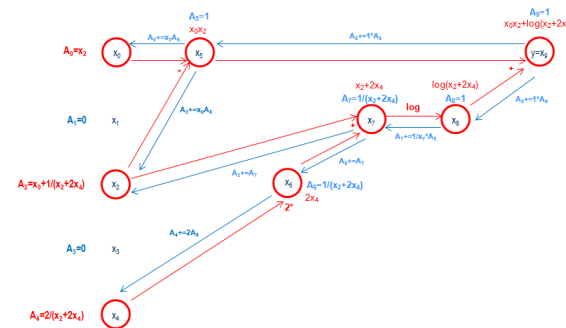 A₅=1
A₉=1
x₀x₂
x₀x₂+log(x₂+2x
A₀+=x₂A₅
A₅+=1*A₉
A₀=x₂
x₀
x₅
y=x₉
*
+
x₂+2x₄
log(x₂+2x₄)
A₇=1/(x₂+2x₄)
A₈=1
A₈+=1*A₉
log
A₂+=x₀A₅
A₁=0
x₁
x₇
x₈
+
A₇+=1/x₇*A₈
A₆+=A₇
A₂+=A₇
A₂=x₀+1/(x₂+2x₄)
x₂
x₆
A₆=1/(x₂+2x₄)
2x₄
2*
A₄+=2A₆
A₃=0
x₃
A₄=2/(x₂+2x₄)
x₄